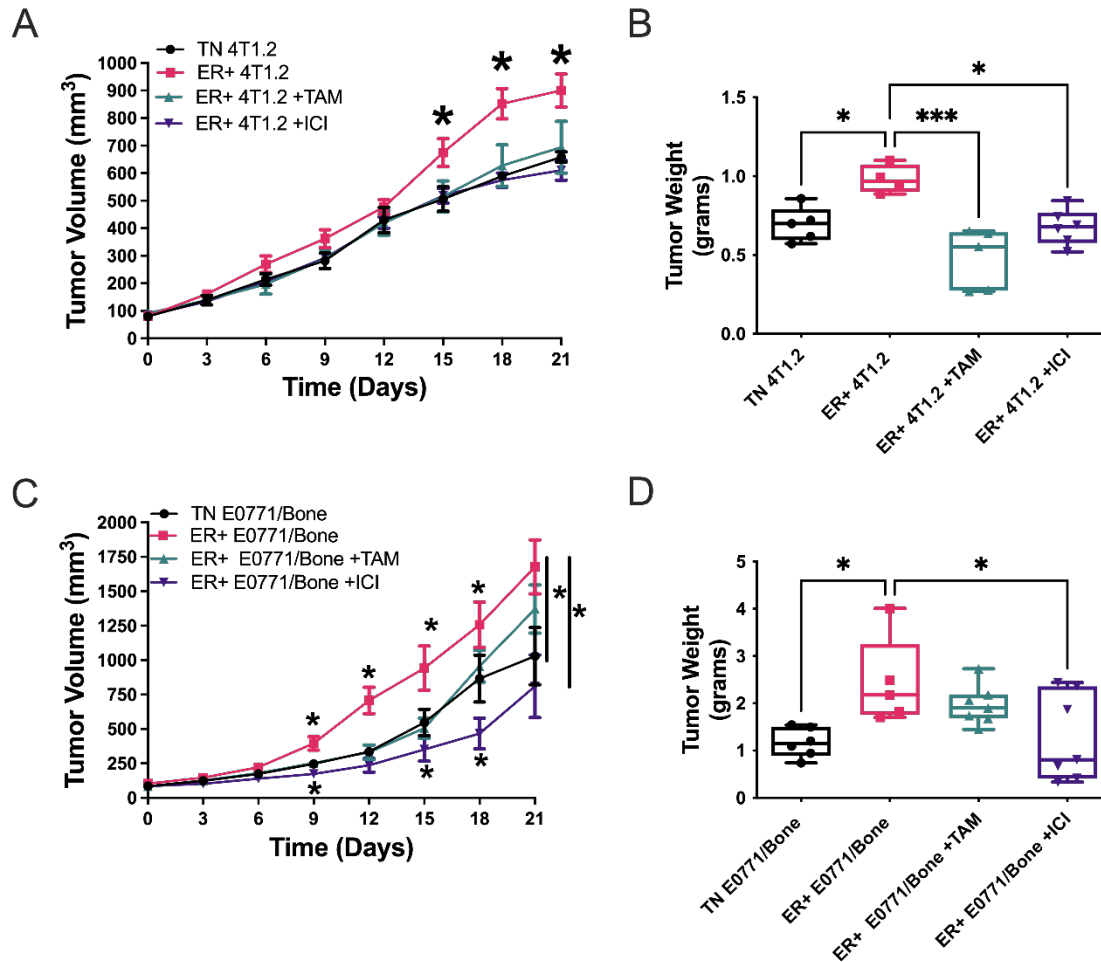 A
TN 4T1.2
ER+ 4T1.2
ER+ 4T1.2 +TAM
ER+ 4T1.2 +ICI
Tumor Volume (mm³)
1000
900
800
700
600
500
400
300
200
100
0
* * *
0 3 6 9 12 15 18 21
Time (Days)
B
Tumor Weight
(grams)
1.5
1.0
0.5
0.0
*
* ***
TN 4T1.2
ER+ 4T1.2
ER+ 4T1.2 +TAM
ER+ 4T1.2 +ICI
C
TN E0771/Bone
ER+ E0771/Bone
ER+ E0771/Bone +TAM
ER+ E0771/Bone +ICI
Tumor Volume (mm³)
2000
1750
1500
1250
1000
750
500
250
0
* * * *
* *
* * *
0 3 6 9 12 15 18 21
Time (Days)
D
Tumor Weight
(grams)
5
4
3
2
1
0
* *
TN E0771/Bone
ER+ E0771/Bone
ER+ E0771/Bone +TAM
ER+ E0771/Bone +ICI